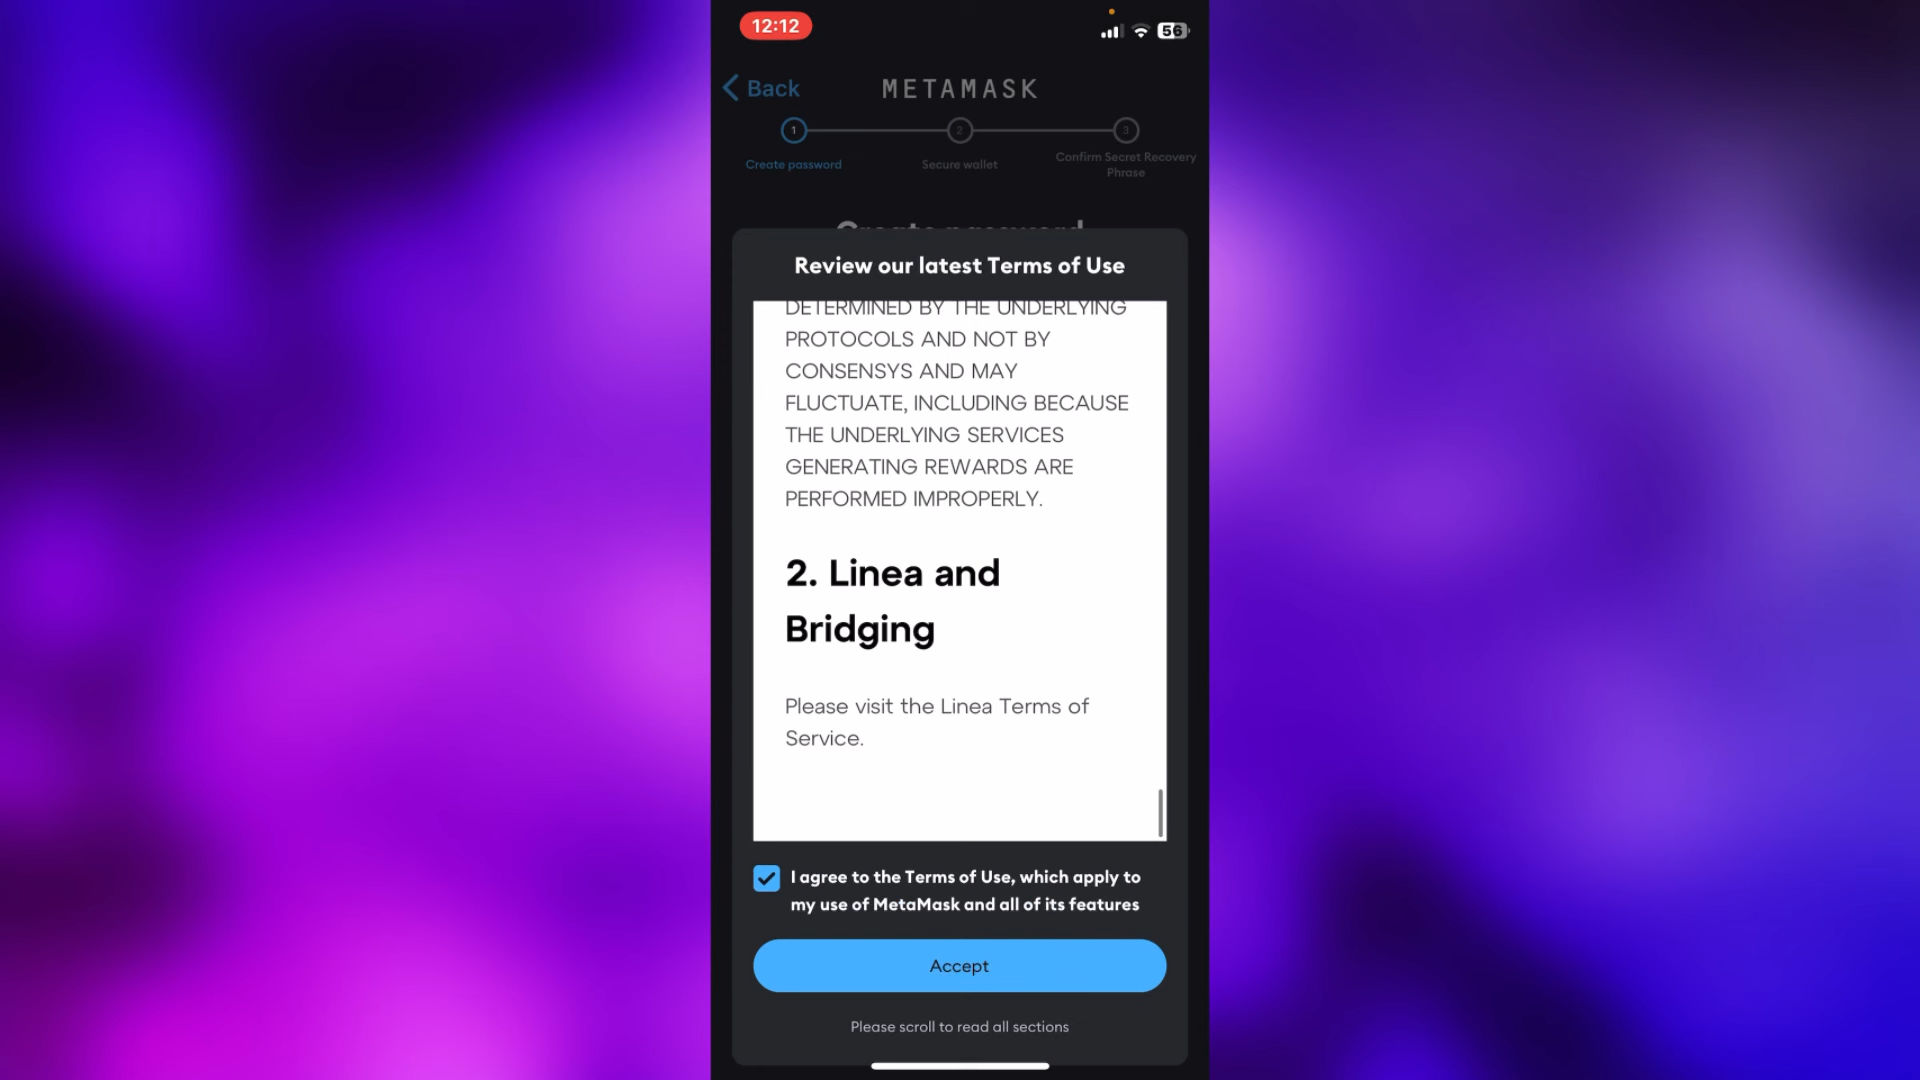 12:12
56
Back
METAMASK
1
2
3
Create password
Secure wallet
Confirm Secret Recovery
Phrase
Create password
Review our latest Terms of Use
DETERMINED BY THE UNDERLYING
PROTOCOLS AND NOT BY
CONSENSYS AND MAY
FLUCTUATE, INCLUDING BECAUSE
THE UNDERLYING SERVICES
GENERATING REWARDS ARE
PERFORMED IMPROPERLY.
2. Linea and
Bridging
Please visit the Linea Terms of
Service.
I agree to the Terms of Use, which apply to
my use of MetaMask and all of its features
Accept
Please scroll to read all sections